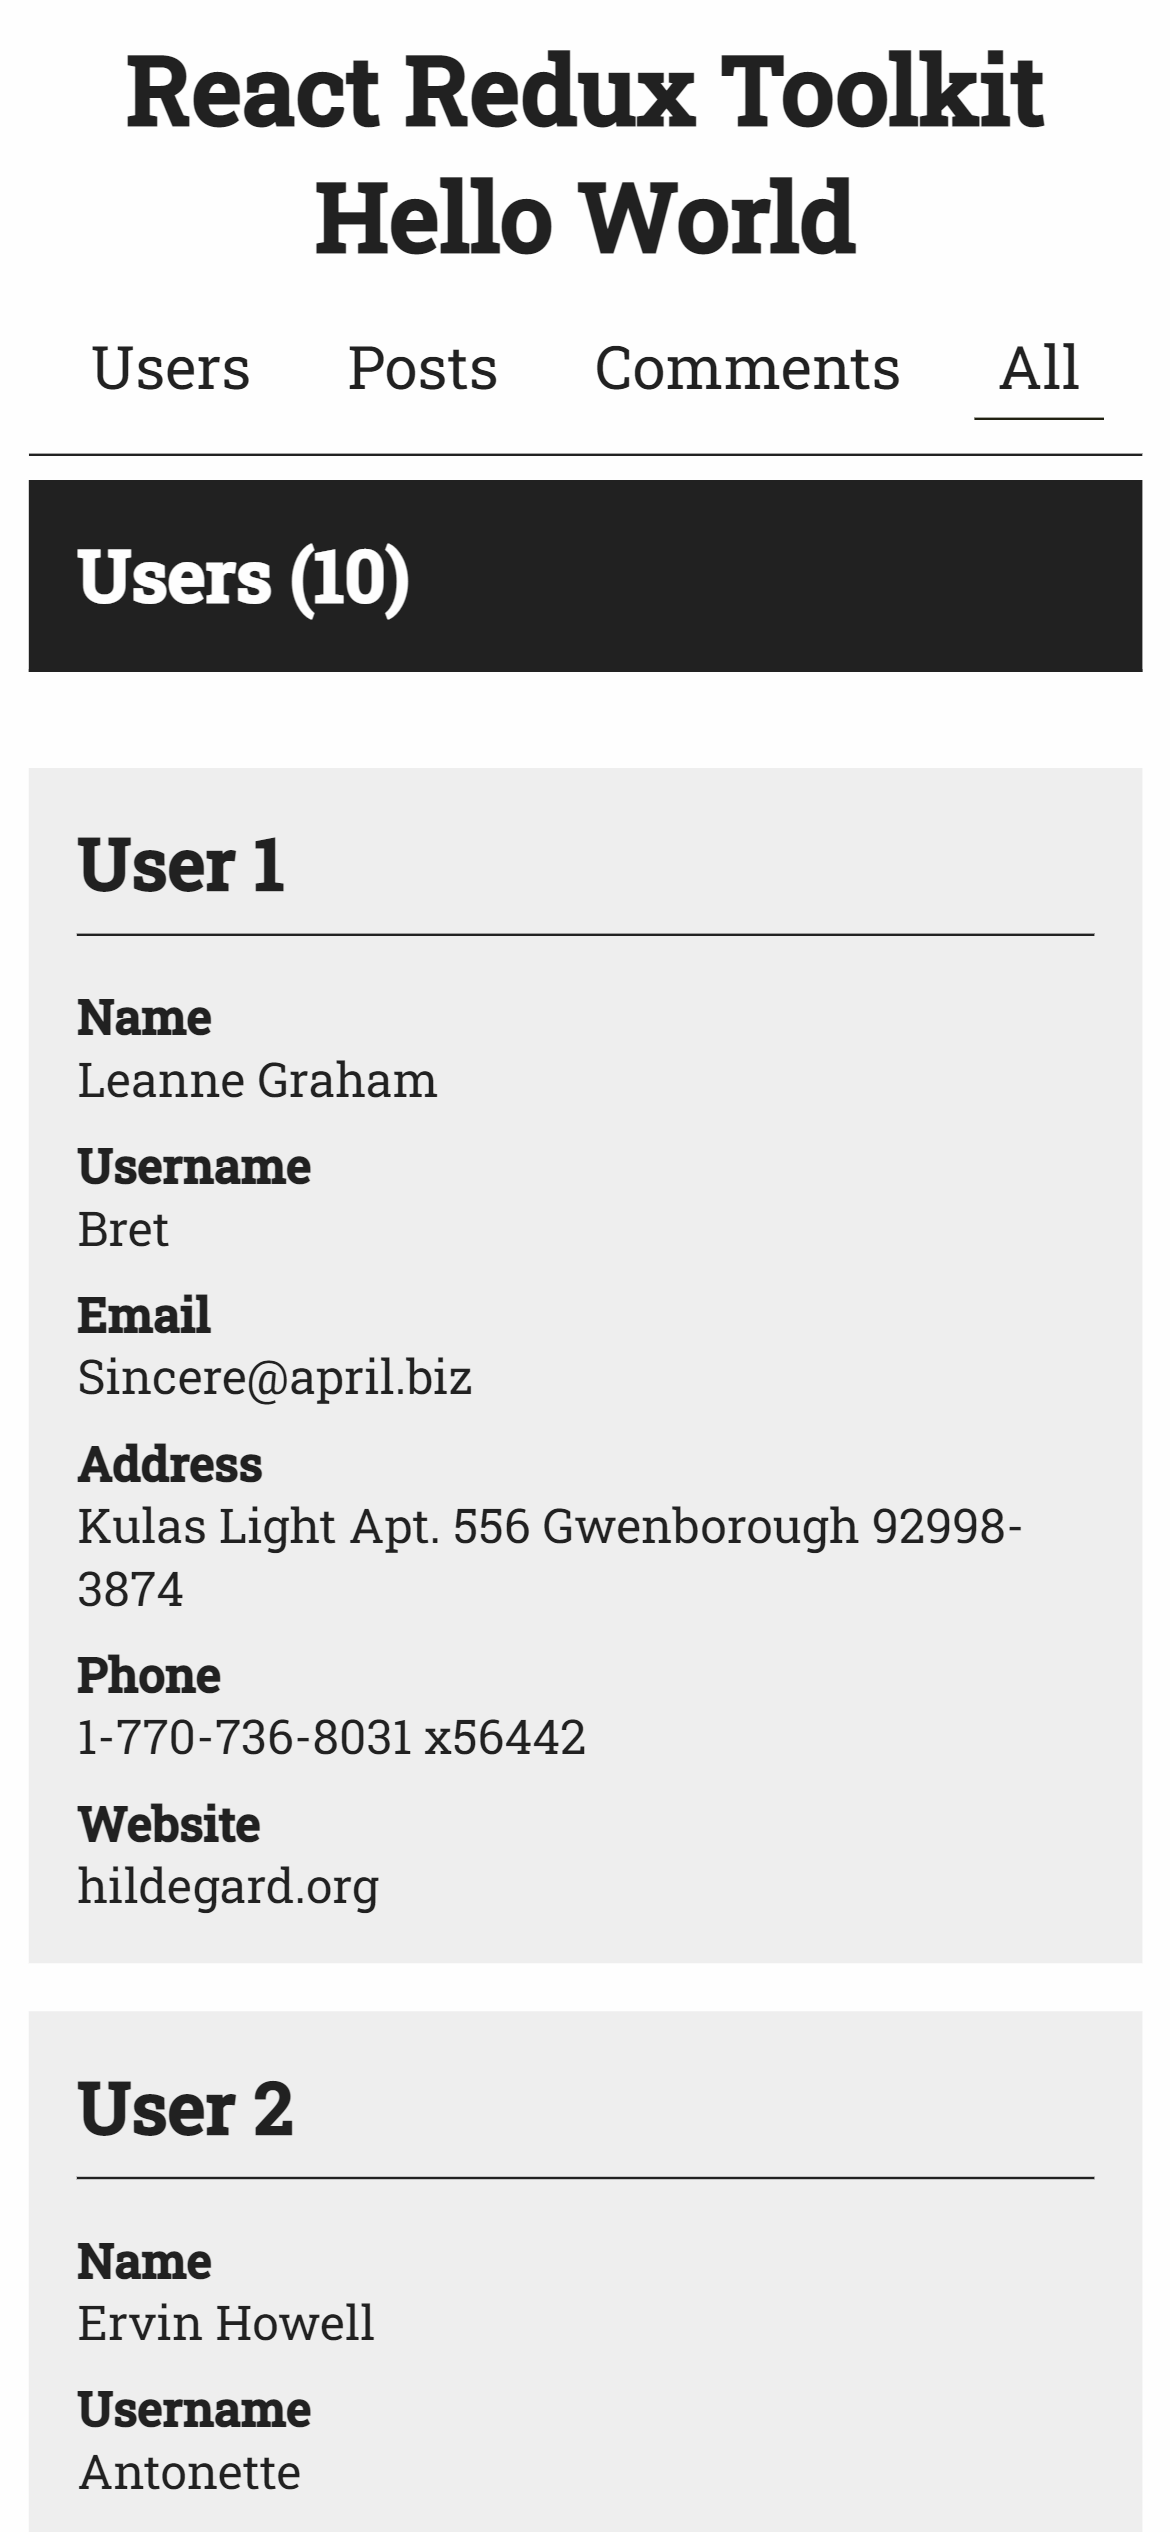 React Redux Toolkit
Hello World
Users Posts Comments All
Users (10)
User 1
Name
Leanne Graham
Username
Bret
Email
Sincere@april.biz
Address
Kulas Light Apt. 556 Gwenborough 92998-
3874
Phone
1-770-736-8031 x56442
Website
hildegard.org
User 2
Name
Ervin Howell
Username
Antonette